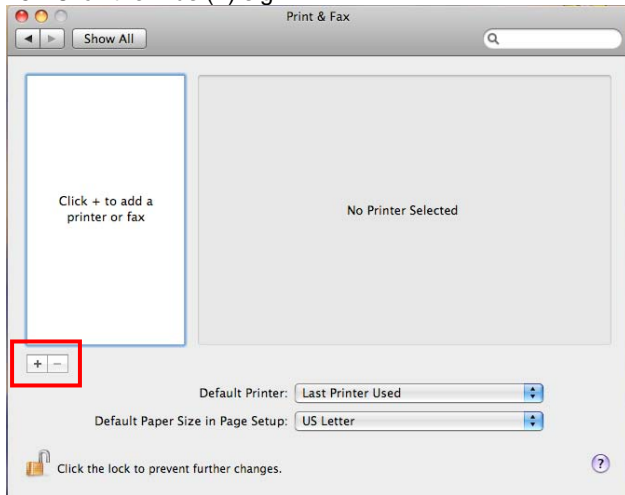 Print & Fax
Show All
Click + to add a
printer or fax
No Printer Selected
+ −
Default Printer: Last Printer Used
Default Paper Size in Page Setup: US Letter
Click the lock to prevent further changes.
?